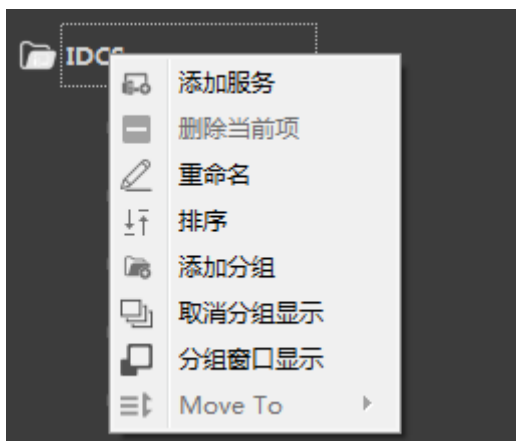 IDCS
添加服务
删除当前项
重命名
排序
添加分组
取消分组显示
分组窗口显示
Move To